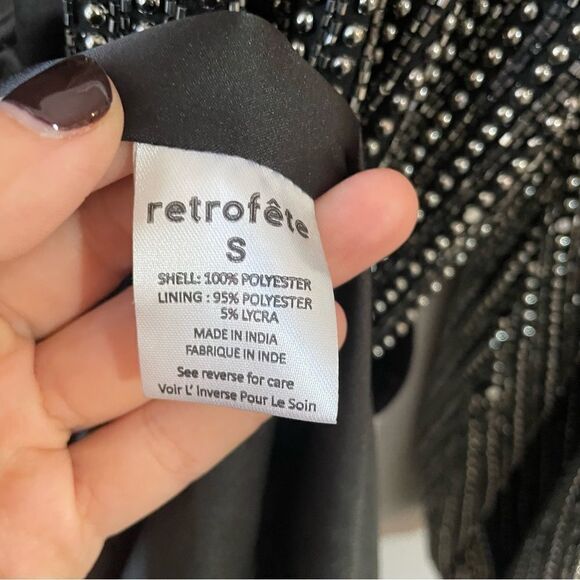 retrofête
S
SHELL: 100% POLYESTER
LINING : 95% POLYESTER
5% LYCRA
MADE IN INDIA
FABRIQUE IN INDE
See reverse for care
Voir L' Inverse Pour Le Soin